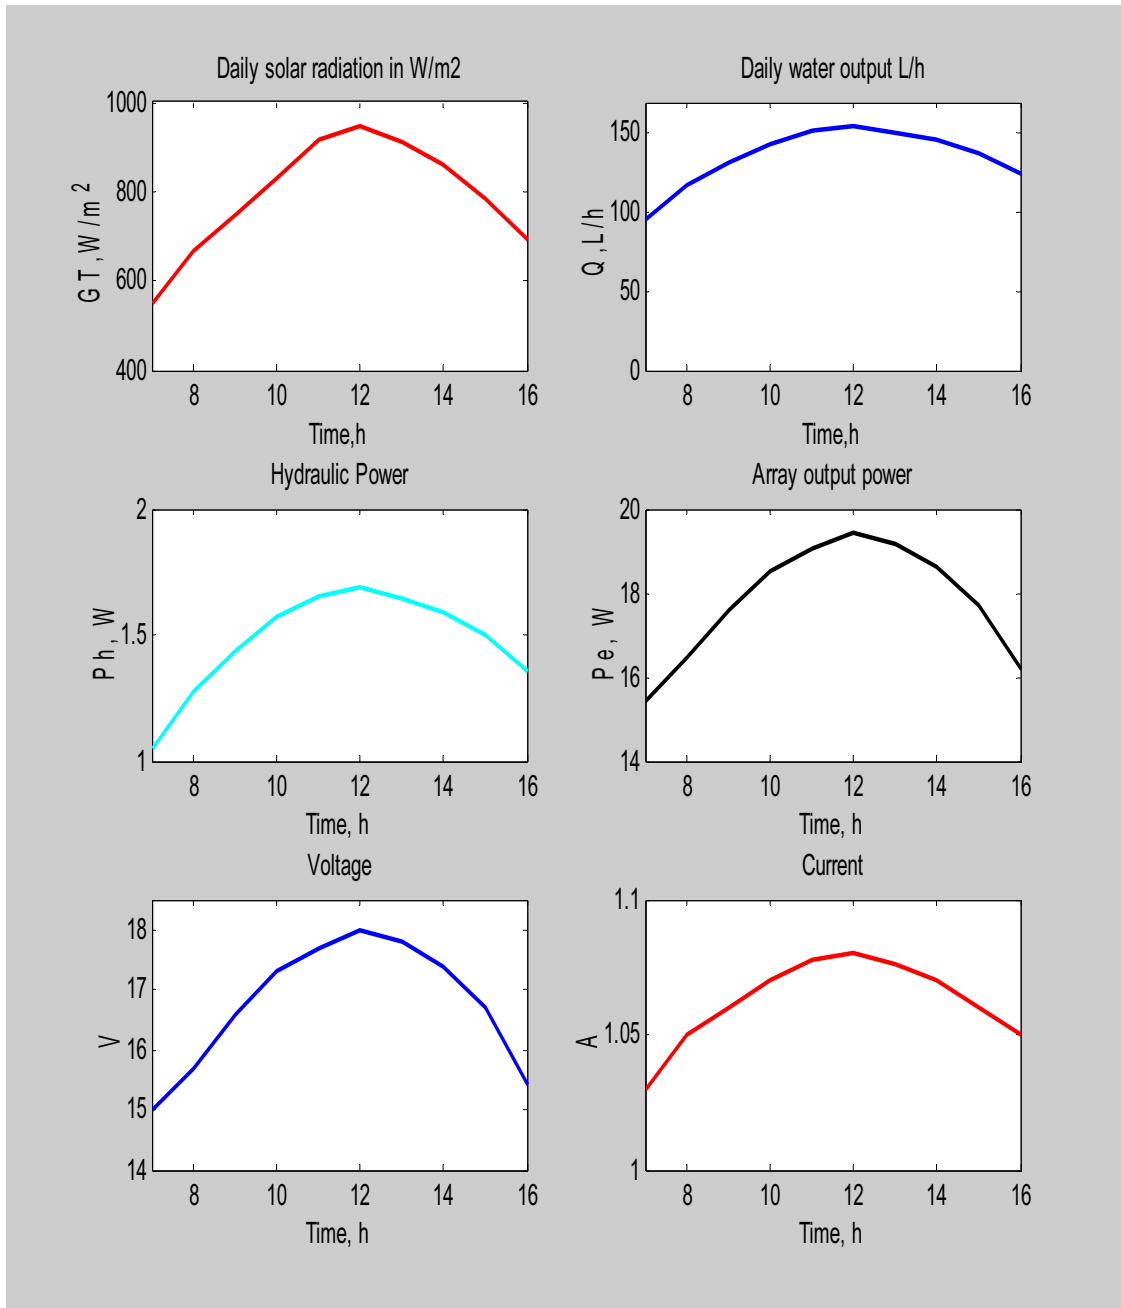 Daily solar radiation in W/m2
1000
800
600
400
GT,W/m2
8 10 12 14 16
Time,h
Daily water output L/h
150
100
50
0
Q,L/h
8 10 12 14 16
Time,h
Hydraulic Power
2
1.5
1
Ph, W
8 10 12 14 16
Time, h
Array output power
20
18
16
14
Pe, W
8 10 12 14 16
Time, h
Voltage
18
17
16
15
14
V
8 10 12 14 16
Time, h
Current
1.1
1.05
1
A
8 10 12 14 16
Time, h